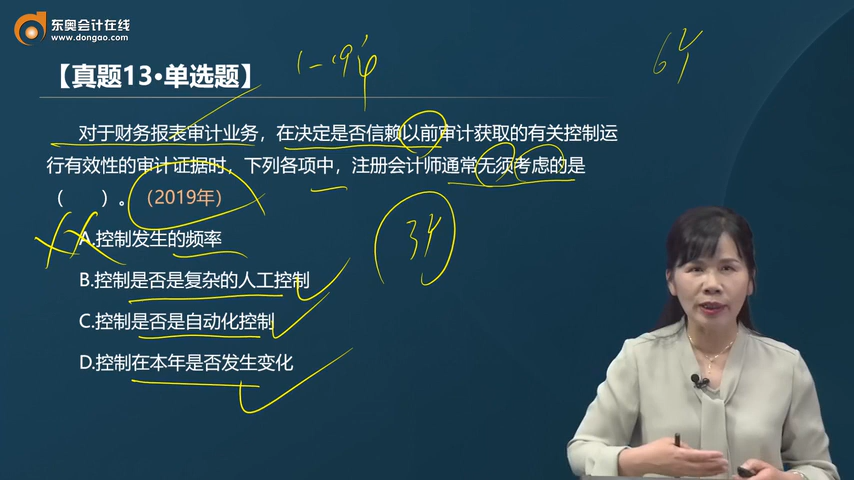 东奥会计在线
www.dongao.com
【真题13·单选题】
对于财务报表审计业务，在决定是否信赖以前审计获取的有关控制运
行有效性的审计证据时，下列各项中，注册会计师通常无须考虑的是
（　　）。（2019年）
A.控制发生的频率
B.控制是否是复杂的人工控制
C.控制是否是自动化控制
D.控制在本年是否发生变化